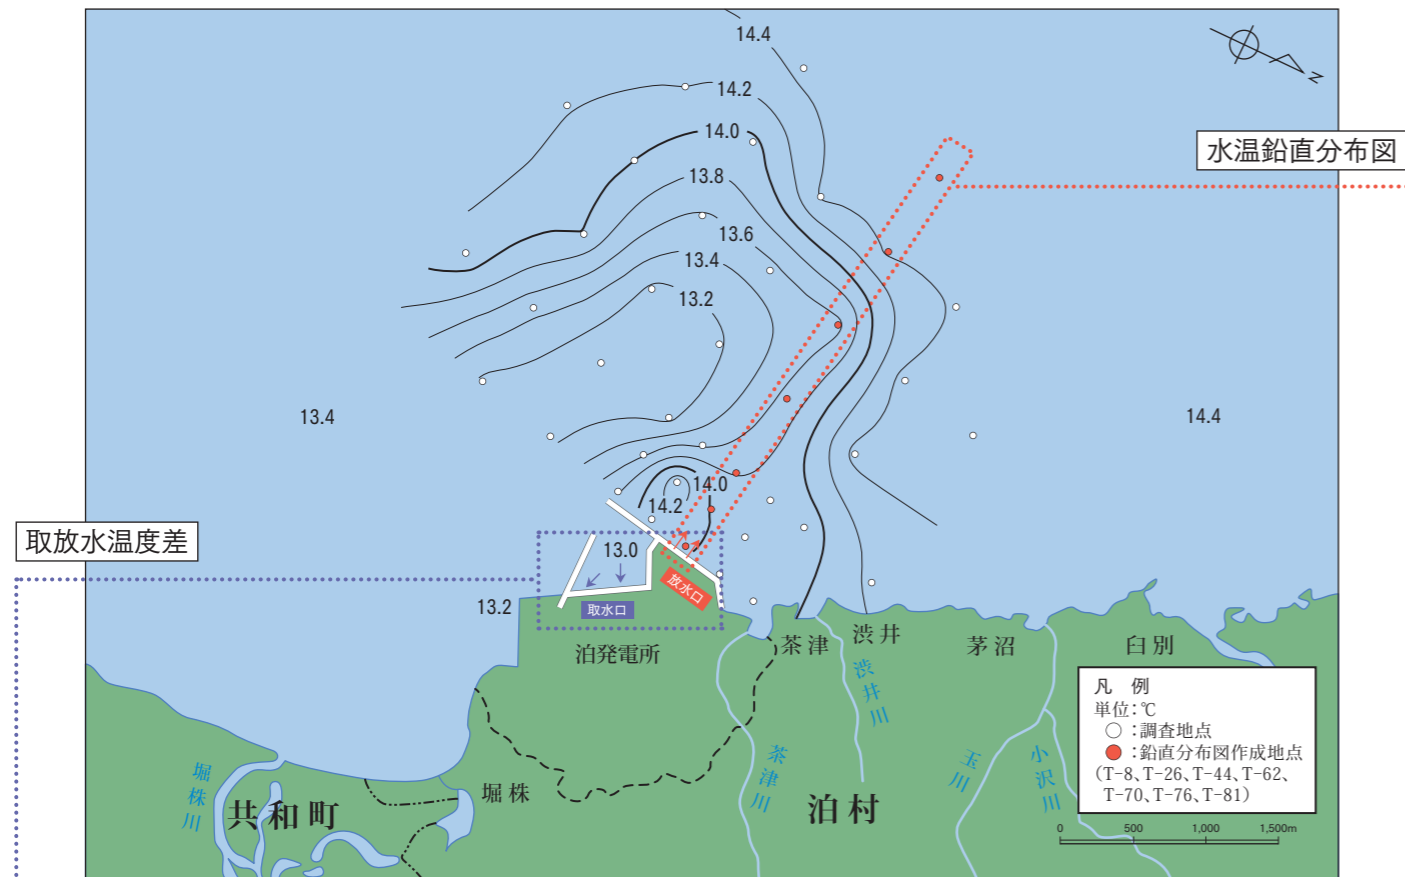 14.4
N
14.2
14.0
水温鉛直分布図
13.8
13.6
13.4
13.2
13.4
14.4
14.0
14.2
取放水温度差
13.0
放水口
13.2
取水口
泊発電所
茶津
渋井
茅沼
臼別
渋井川
凡 例
単位:℃
○:調査地点
●:鉛直分布図作成地点
(T-8、T-26、T-44、T-62、
T-70、T-76、T-81)
茶津川
玉川
小沢川
堀株川
堀株
共和町
泊村
0 500 1,000 1,500m